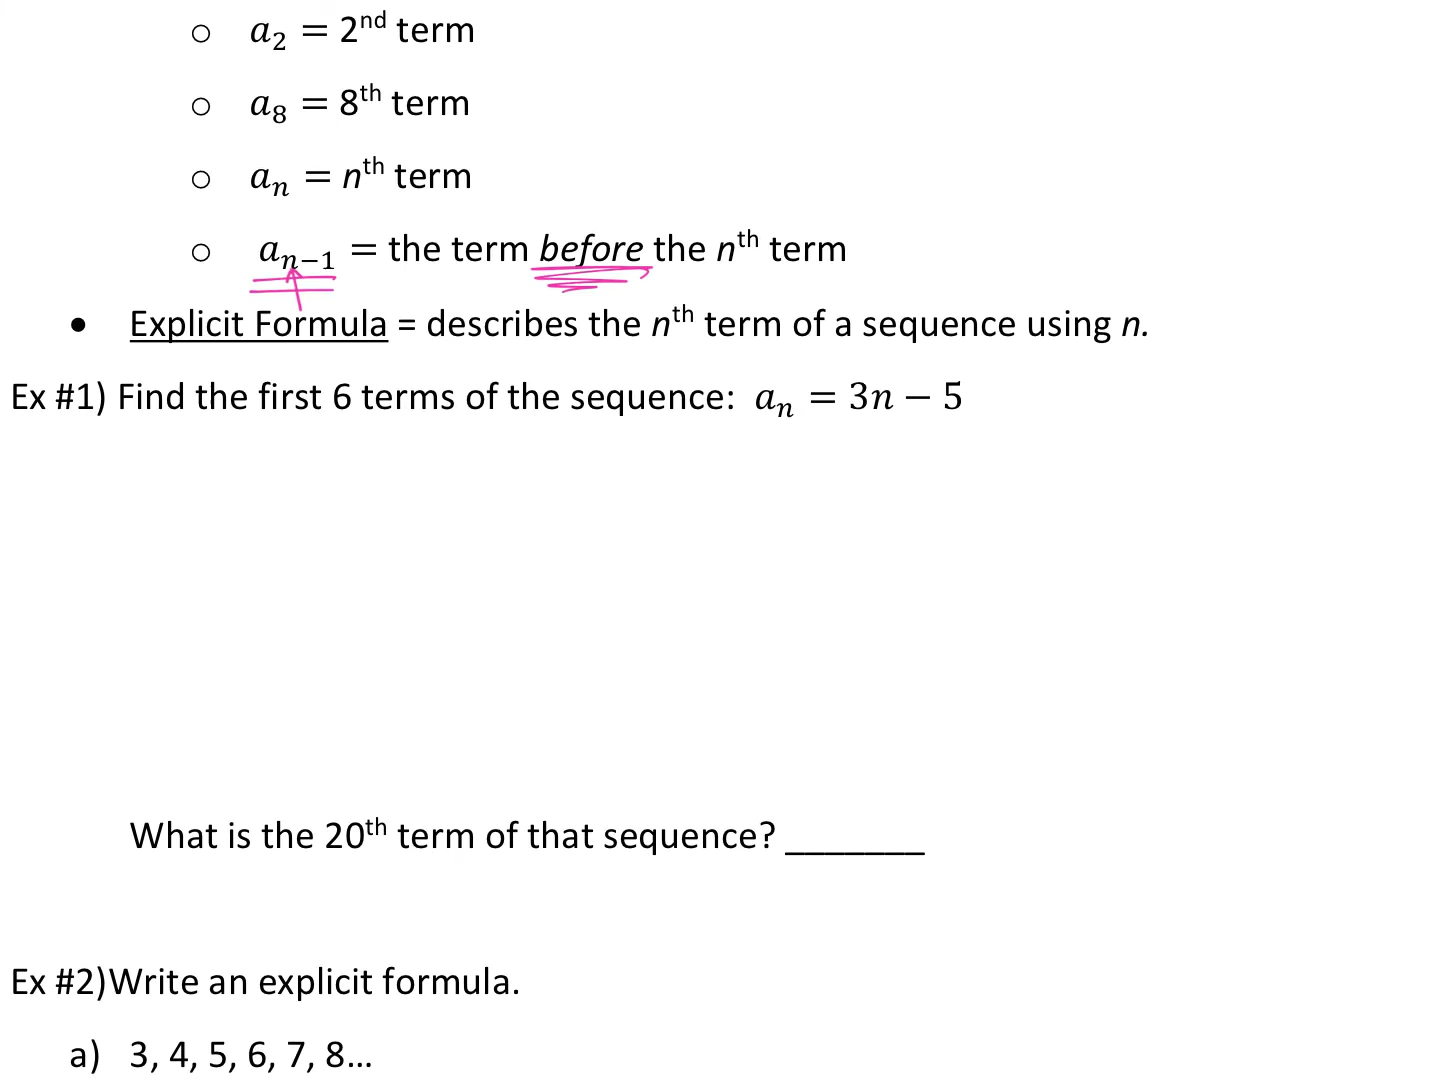 ○ a₂ = 2ⁿᵈ term
○ a₈ = 8ᵗʰ term
○ aₙ = nᵗʰ term
○ aₙ₋₁ = the term before the nᵗʰ term
• Explicit Formula = describes the nᵗʰ term of a sequence using n.
Ex #1) Find the first 6 terms of the sequence: aₙ = 3n − 5
What is the 20ᵗʰ term of that sequence? _______
Ex #2)Write an explicit formula.
a) 3, 4, 5, 6, 7, 8...